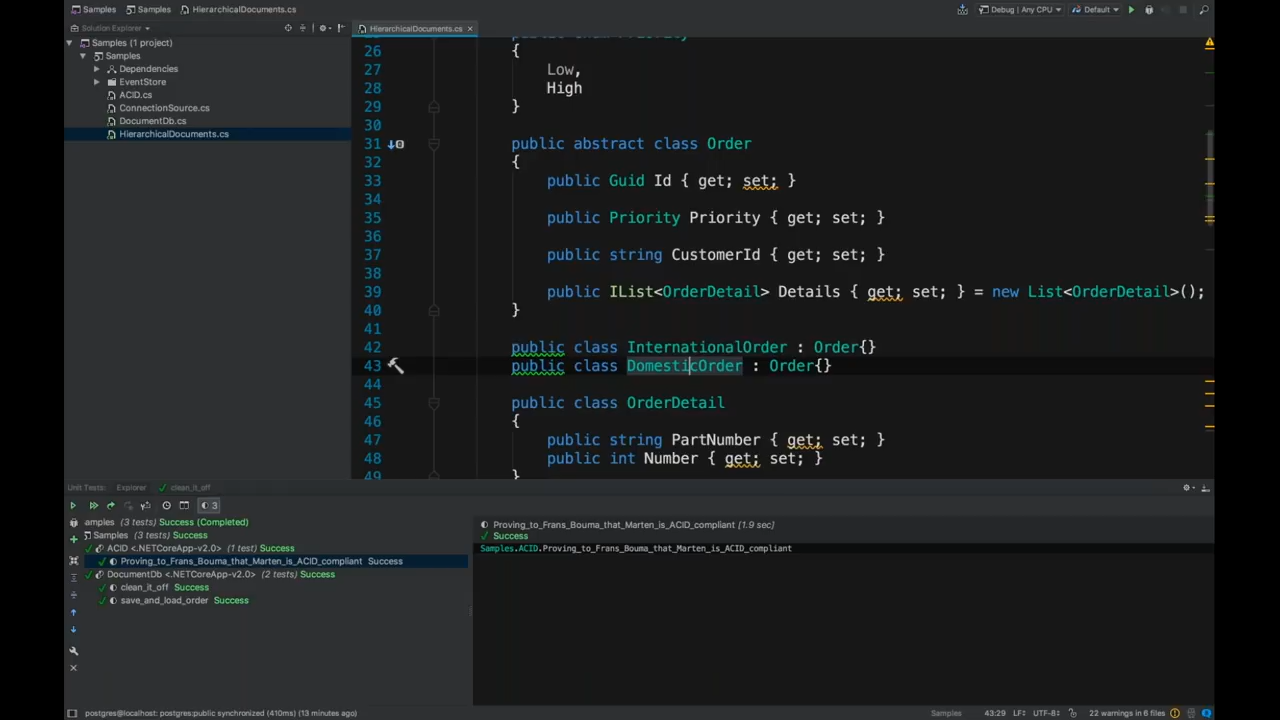 Samples
Samples
HierarchicalDocuments.cs
Debug | Any CPU
Default
Solution Explorer
HierarchicalDocuments.cs
Samples (1 project)
Samples
Dependencies
EventStore
ACID.cs
ConnectionSource.cs
DocumentDb.cs
HierarchicalDocuments.cs
26 {
27 Low,
28 High
29 }
30
31 public abstract class Order
32 {
33 public Guid Id { get; set; }
34
35 public Priority Priority { get; set; }
36
37 public string CustomerId { get; set; }
38
39 public IList<OrderDetail> Details { get; set; } = new List<OrderDetail>();
40 }
41
42 public class InternationalOrder : Order{}
43 public class DomesticOrder : Order{}
44
45 public class OrderDetail
46 {
47 public string PartNumber { get; set; }
48 public int Number { get; set; }
49 }
Unit Tests: Explorer clean_it_off
3
amples (3 tests) Success (Completed)
Samples (3 tests) Success
ACID <.NETCoreApp-v2.0> (1 test) Success
Proving_to_Frans_Bouma_that_Marten_is_ACID_compliant Success
DocumentDb <.NETCoreApp-v2.0> (2 tests) Success
clean_it_off Success
save_and_load_order Success
Proving_to_Frans_Bouma_that_Marten_is_ACID_compliant [1.9 sec]
Success
Samples.ACID.Proving_to_Frans_Bouma_that_Marten_is_ACID_compliant
postgres@localhost: postgres:public synchronized (410ms) (13 minutes ago)
Samples
43:29
LF÷
UTF-8÷
22 warnings in 6 files